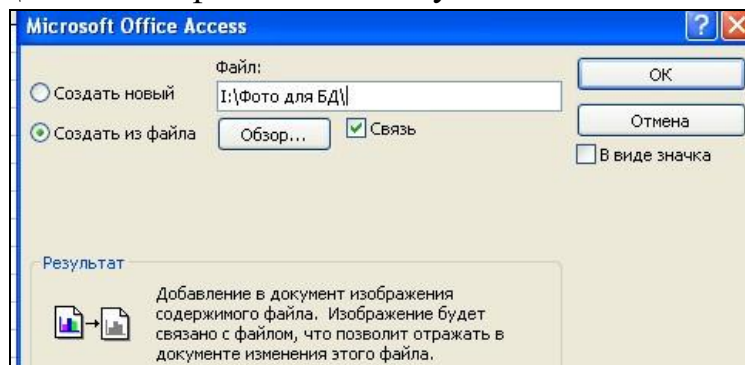 Microsoft Office Access
Файл:
Создать новый
I:\Фото для БД\
ОК
Создать из файла
Обзор...
Связь
Отмена
В виде значка
Результат
Добавление в документ изображения
содержимого файла. Изображение будет
связано с файлом, что позволит отражать в
документе изменения этого файла.